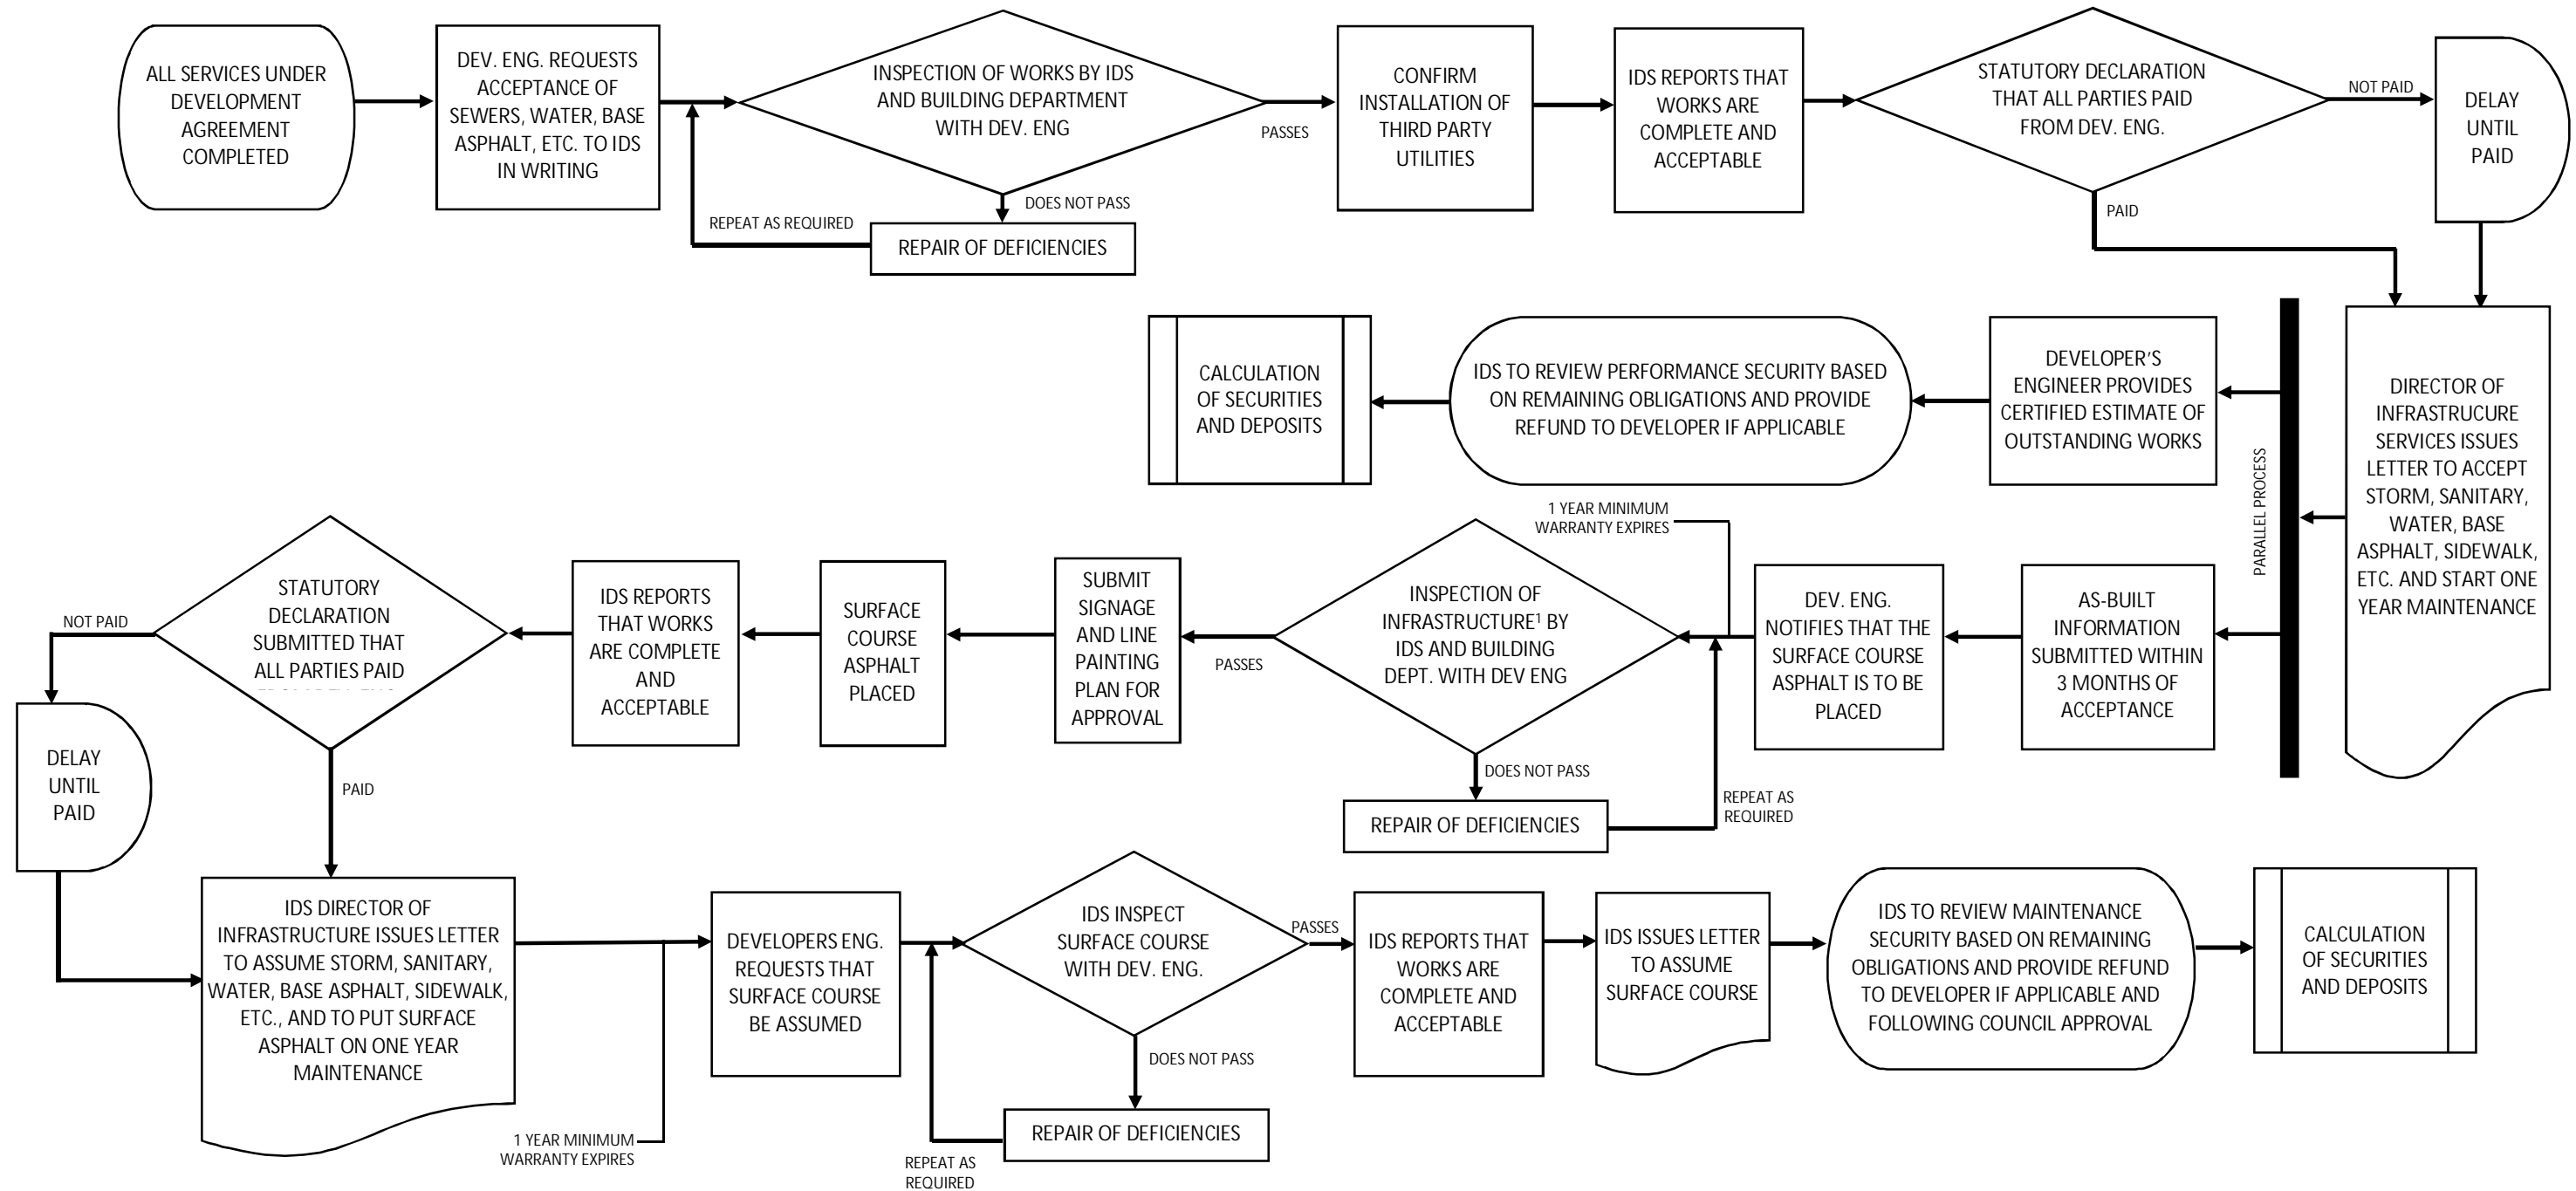 ALL SERVICES UNDER
DEVELOPMENT
AGREEMENT
COMPLETED
DEV. ENG. REQUESTS
ACCEPTANCE OF
SEWERS, WATER, BASE
ASPHALT, ETC. TO IDS
IN WRITING
INSPECTION OF WORKS BY IDS
AND BUILDING DEPARTMENT
WITH DEV. ENG
PASSES
DOES NOT PASS
REPEAT AS REQUIRED
REPAIR OF DEFICIENCIES
CONFIRM
INSTALLATION OF
THIRD PARTY
UTILITIES
IDS REPORTS THAT
WORKS ARE
COMPLETE AND
ACCEPTABLE
STATUTORY DECLARATION
THAT ALL PARTIES PAID
FROM DEV. ENG.
NOT PAID
PAID
DELAY
UNTIL
PAID
DIRECTOR OF
INFRASTRUCURE
SERVICES ISSUES
LETTER TO ACCEPT
STORM, SANITARY,
WATER, BASE
ASPHALT, SIDEWALK,
ETC. AND START ONE
YEAR MAINTENANCE
PARALLEL PROCESS
DEVELOPER'S
ENGINEER PROVIDES
CERTIFIED ESTIMATE OF
OUTSTANDING WORKS
IDS TO REVIEW PERFORMANCE SECURITY BASED
ON REMAINING OBLIGATIONS AND PROVIDE
REFUND TO DEVELOPER IF APPLICABLE
CALCULATION
OF SECURITIES
AND DEPOSITS
AS-BUILT
INFORMATION
SUBMITTED WITHIN
3 MONTHS OF
ACCEPTANCE
DEV. ENG.
NOTIFIES THAT THE
SURFACE COURSE
ASPHALT IS TO BE
PLACED
1 YEAR MINIMUM
WARRANTY EXPIRES
INSPECTION OF
INFRASTRUCTURE¹ BY
IDS AND BUILDING
DEPT. WITH DEV ENG
PASSES
DOES NOT PASS
REPAIR OF DEFICIENCIES
REPEAT AS
REQUIRED
SUBMIT
SIGNAGE
AND LINE
PAINTING
PLAN FOR
APPROVAL
SURFACE
COURSE
ASPHALT
PLACED
IDS REPORTS
THAT WORKS
ARE COMPLETE
AND
ACCEPTABLE
STATUTORY
DECLARATION
SUBMITTED THAT
ALL PARTIES PAID
NOT PAID
PAID
DELAY
UNTIL
PAID
IDS DIRECTOR OF
INFRASTRUCTURE ISSUES LETTER
TO ASSUME STORM, SANITARY,
WATER, BASE ASPHALT, SIDEWALK,
ETC., AND TO PUT SURFACE
ASPHALT ON ONE YEAR
MAINTENANCE
1 YEAR MINIMUM
WARRANTY EXPIRES
DEVELOPERS ENG.
REQUESTS THAT
SURFACE COURSE
BE ASSUMED
IDS INSPECT
SURFACE COURSE
WITH DEV. ENG.
PASSES
DOES NOT PASS
REPAIR OF DEFICIENCIES
REPEAT AS
REQUIRED
IDS REPORTS THAT
WORKS ARE
COMPLETE AND
ACCEPTABLE
IDS ISSUES LETTER
TO ASSUME
SURFACE COURSE
IDS TO REVIEW MAINTENANCE
SECURITY BASED ON REMAINING
OBLIGATIONS AND PROVIDE REFUND
TO DEVELOPER IF APPLICABLE AND
FOLLOWING COUNCIL APPROVAL
CALCULATION
OF SECURITIES
AND DEPOSITS